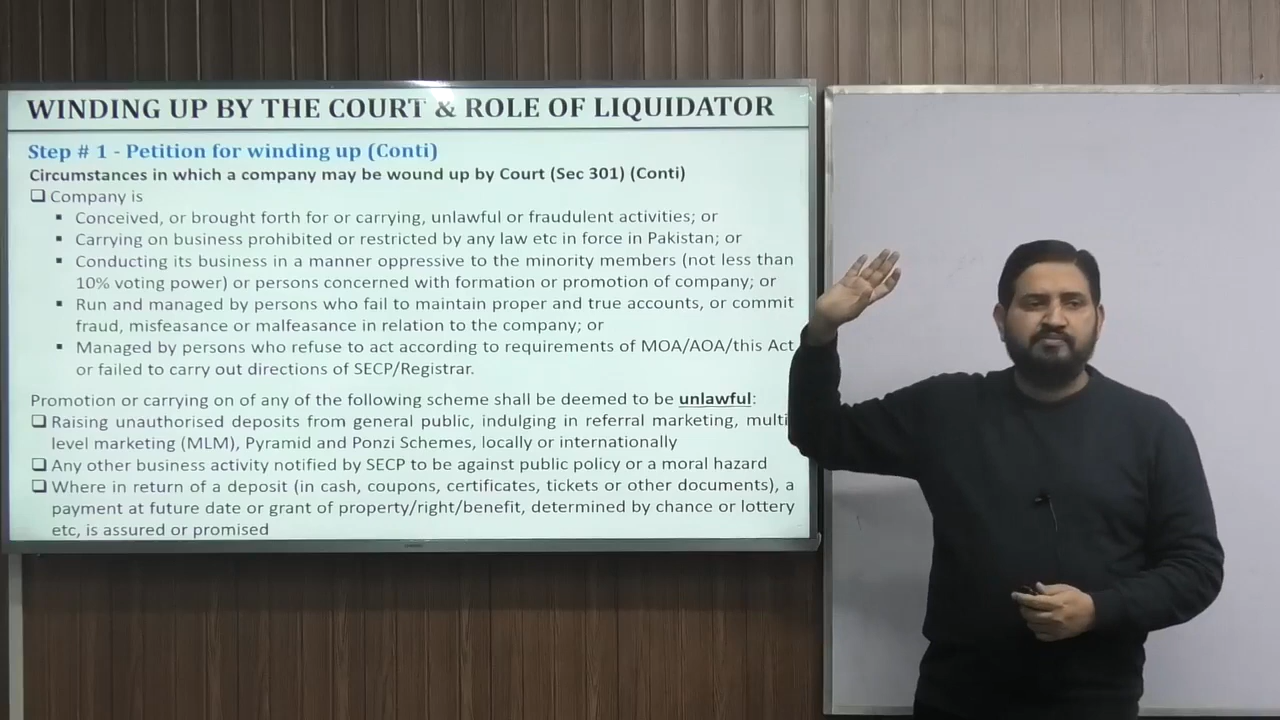 WINDING UP BY THE COURT & ROLE OF LIQUIDATOR
Step # 1 - Petition for winding up (Conti)
Circumstances in which a company may be wound up by Court (Sec 301) (Conti)
❑ Company is
▪ Conceived, or brought forth for or carrying, unlawful or fraudulent activities; or
▪ Carrying on business prohibited or restricted by any law etc in force in Pakistan; or
▪ Conducting its business in a manner oppressive to the minority members (not less than
10% voting power) or persons concerned with formation or promotion of company; or
▪ Run and managed by persons who fail to maintain proper and true accounts, or commit
fraud, misfeasance or malfeasance in relation to the company; or
▪ Managed by persons who refuse to act according to requirements of MOA/AOA/this Act
or failed to carry out directions of SECP/Registrar.
Promotion or carrying on of any of the following scheme shall be deemed to be unlawful:
❑ Raising unauthorised deposits from general public, indulging in referral marketing, multi
level marketing (MLM), Pyramid and Ponzi Schemes, locally or internationally
❑ Any other business activity notified by SECP to be against public policy or a moral hazard
❑ Where in return of a deposit (in cash, coupons, certificates, tickets or other documents), a
payment at future date or grant of property/right/benefit, determined by chance or lottery
etc, is assured or promised